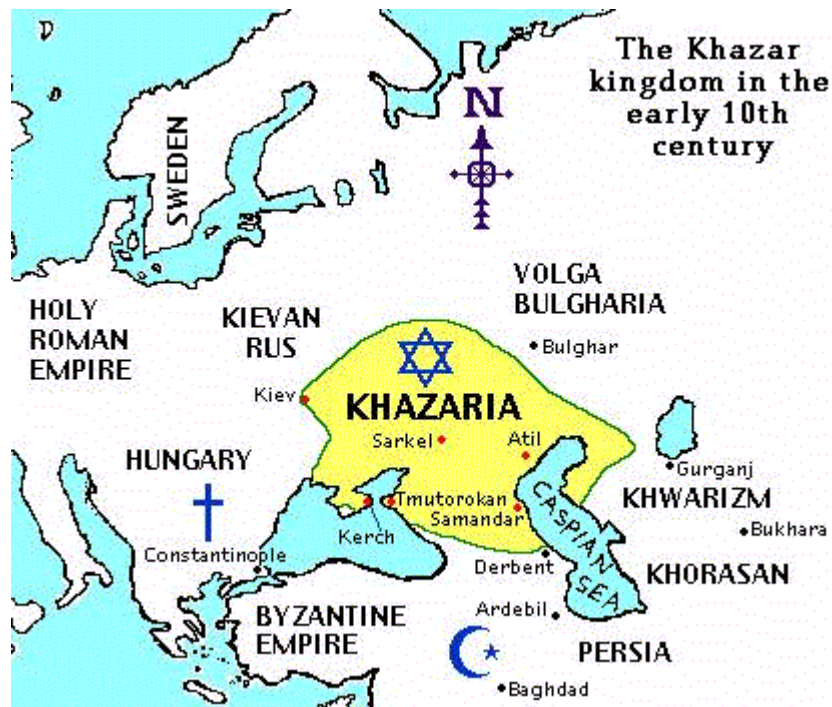 The Khazar
kingdom in the
early 10th
century
N
SWEDEN
VOLGA
BULGHARIA
HOLY
ROMAN
EMPIRE
KIEVAN
RUS
Bulghar
Kiev
KHAZARIA
Sarkel
Atil
HUNGARY
Gurganj
KHWARIZM
Tmutorokan
Samandar
CASPIAN
SEA
Kerch
Bukhara
Constantinople
Derbent
KHORASAN
BYZANTINE
EMPIRE
Ardebil
PERSIA
Baghdad